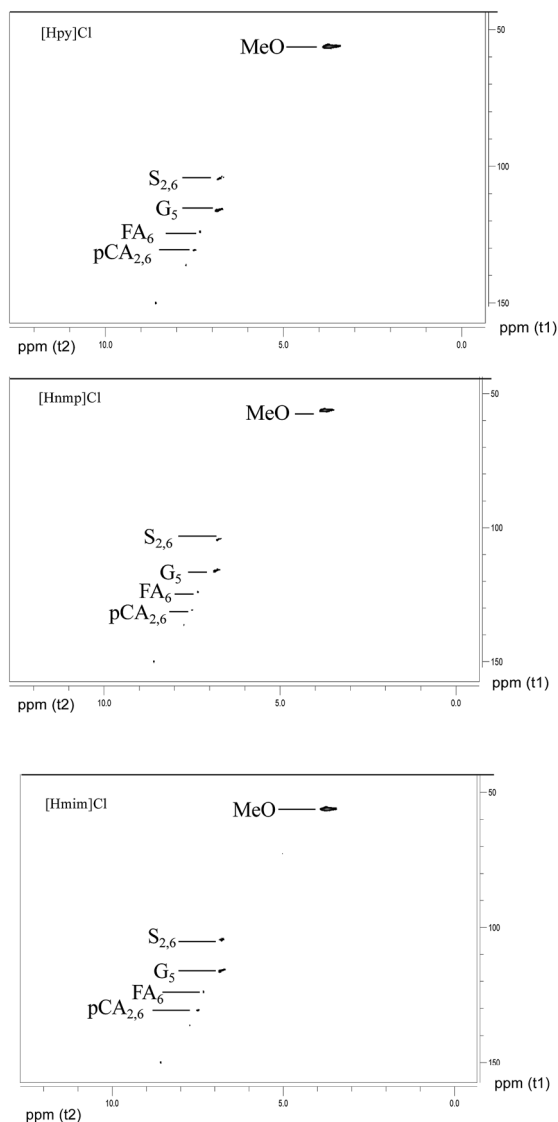 [Hpy]Cl
MeO
50
S2,6
100
G5
FA6
pCA2,6
150
ppm (t1)
10.0 5.0 0.0
ppm (t2)
[Hnmp]Cl
MeO
50
S2,6
100
G5
FA6
pCA2,6
150
ppm (t1)
10.0 5.0 0.0
ppm (t2)
[Hmim]Cl
MeO
50
S2,6
100
G5
FA6
pCA2,6
150
ppm (t1)
10.0 5.0 0.0
ppm (t2)